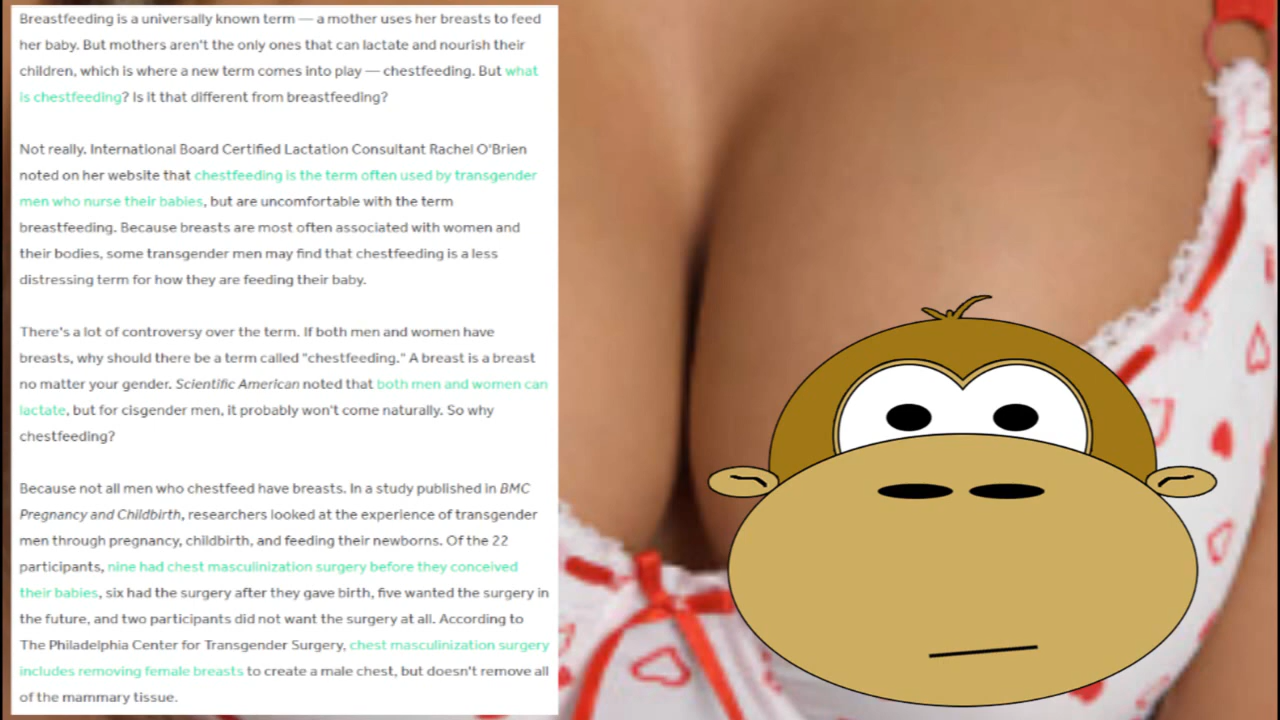 Breastfeeding is a universally known term — a mother uses her breasts to feed
her baby. But mothers aren't the only ones that can lactate and nourish their
children, which is where a new term comes into play — chestfeeding. But what
is chestfeeding? Is it that different from breastfeeding?
Not really. International Board Certified Lactation Consultant Rachel O'Brien
noted on her website that chestfeeding is the term often used by transgender
men who nurse their babies, but are uncomfortable with the term
breastfeeding. Because breasts are most often associated with women and
their bodies, some transgender men may find that chestfeeding is a less
distressing term for how they are feeding their baby.
There's a lot of controversy over the term. If both men and women have
breasts, why should there be a term called "chestfeeding." A breast is a breast
no matter your gender. Scientific American noted that both men and women can
lactate, but for cisgender men, it probably won't come naturally. So why
chestfeeding?
Because not all men who chestfeed have breasts. In a study published in BMC
Pregnancy and Childbirth, researchers looked at the experience of transgender
men through pregnancy, childbirth, and feeding their newborns. Of the 22
participants, nine had chest masculinization surgery before they conceived
their babies, six had the surgery after they gave birth, five wanted the surgery in
the future, and two participants did not want the surgery at all. According to
The Philadelphia Center for Transgender Surgery, chest masculinization surgery
includes removing female breasts to create a male chest, but doesn't remove all
of the mammary tissue.